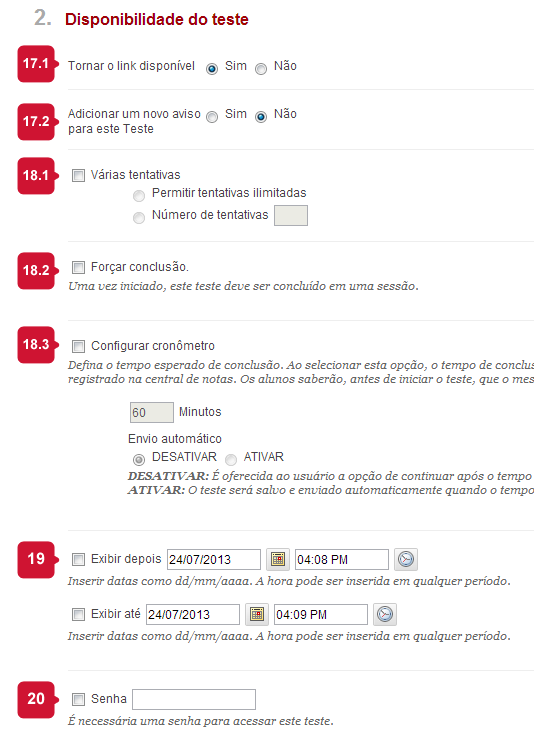 2. Disponibilidade do teste
17.1 Tornar o link disponível Sim Não
17.2 Adicionar um novo aviso Sim Não
para este Teste
18.1 Várias tentativas
Permitir tentativas ilimitadas
Número de tentativas
18.2 Forçar conclusão.
Uma vez iniciado, este teste deve ser concluído em uma sessão.
18.3 Configurar cronômetro
Defina o tempo esperado de conclusão. Ao selecionar esta opção, o tempo de conclus
registrado na central de notas. Os alunos saberão, antes de iniciar o teste, que o mes
60 Minutos
Envio automático
DESATIVAR ATIVAR
DESATIVAR: É oferecida ao usuário a opção de continuar após o tempo
ATIVAR: O teste será salvo e enviado automaticamente quando o tempo
19 Exibir depois 24/07/2013 04:08 PM
Inserir datas como dd/mm/aaaa. A hora pode ser inserida em qualquer período.
Exibir até 24/07/2013 04:09 PM
Inserir datas como dd/mm/aaaa. A hora pode ser inserida em qualquer período.
20 Senha
É necessária uma senha para acessar este teste.